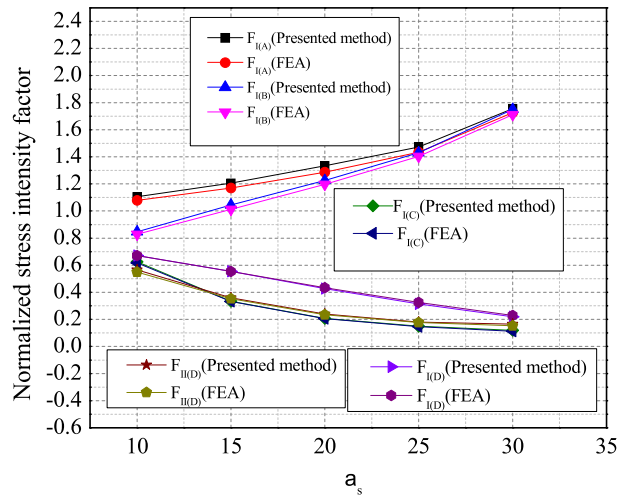 Normalized stress intensity factor
2.4
2.2
2.0
1.8
1.6
1.4
1.2
1.0
0.8
0.6
0.4
0.2
0.0
-0.2
-0.4
-0.6
F_I(A)(Presented method)
F_I(A)(FEA)
F_I(B)(Presented method)
F_I(B)(FEA)
F_I(C)(Presented method)
F_I(C)(FEA)
F_II(D)(Presented method)
F_II(D)(FEA)
F_I(D)(Presented method)
F_I(D)(FEA)
10 15 20 25 30 35
a_s